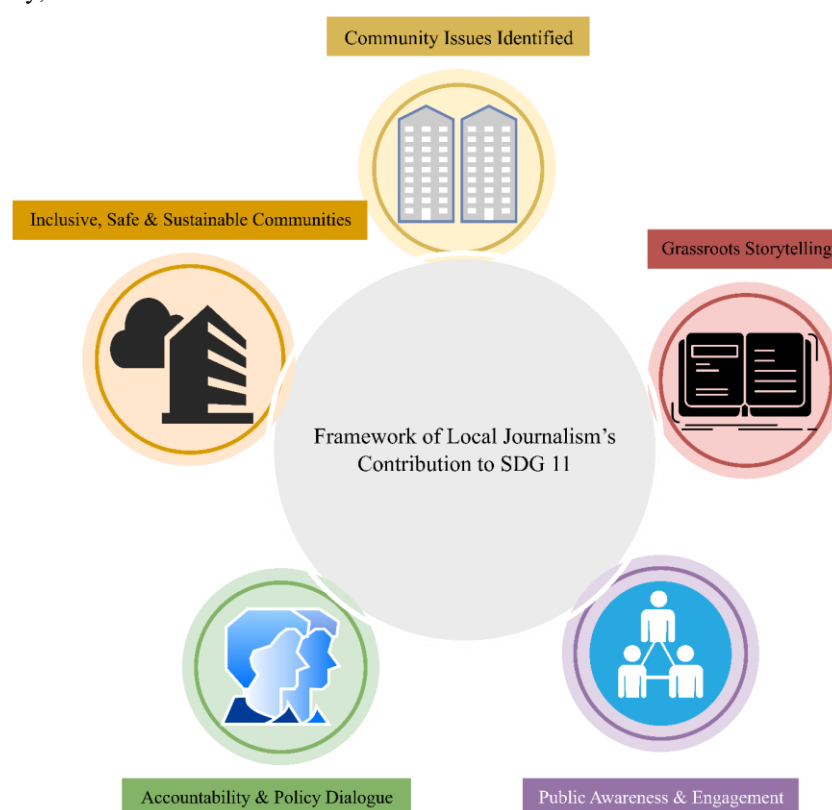 y,
Community Issues Identified
Inclusive, Safe & Sustainable Communities
Grassroots Storytelling
Framework of Local Journalism's
Contribution to SDG 11
Accountability & Policy Dialogue
Public Awareness & Engagement